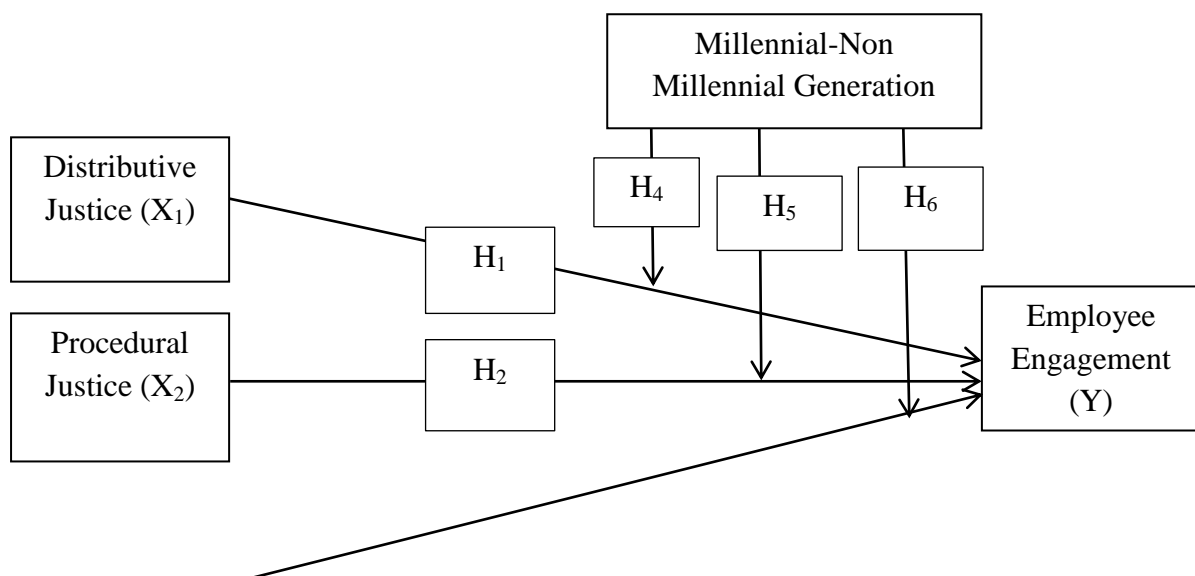 Millennial-Non
Millennial Generation
Distributive
Justice (X₁)
H₄
H₅
H₆
H₁
Procedural
Justice (X₂)
H₂
Employee
Engagement
(Y)